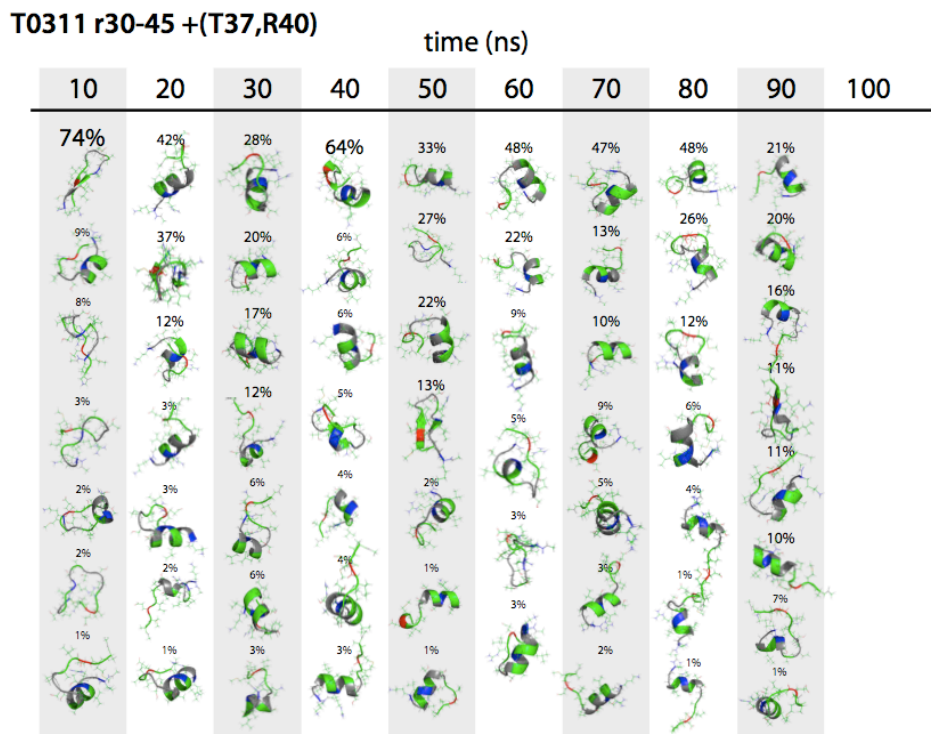 T0311 r30-45 +(T37,R40)
time (ns)
10 20 30 40 50 60 70 80 90 100
74% 42% 28% 64% 33% 48% 47% 48% 21%
9% 37% 20% 6% 27% 22% 13% 26% 20%
8% 12% 17% 6% 22% 9% 10% 12% 16%
3% 3% 12% 5% 13% 5% 9% 6% 11%
2% 3% 6% 4% 2% 3% 5% 4% 11%
2% 2% 6% 4% 1% 3% 3% 1% 10%
1% 1% 3% 3% 1% 2% 1% 7%
1%